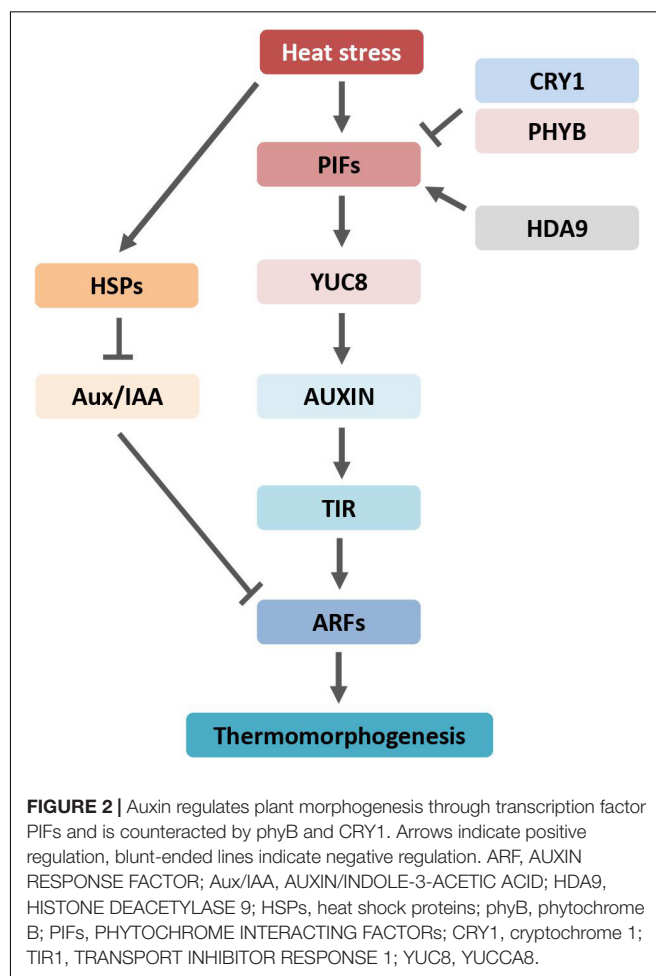 Heat stress
CRY1
PHYB
PIFs
HDA9
HSPs
YUC8
Aux/IAA
AUXIN
TIR
ARFs
Thermomorphogenesis
FIGURE 2 | Auxin regulates plant morphogenesis through transcription factor
PIFs and is counteracted by phyB and CRY1. Arrows indicate positive
regulation, blunt-ended lines indicate negative regulation. ARF, AUXIN
RESPONSE FACTOR; Aux/IAA, AUXIN/INDOLE-3-ACETIC ACID; HDA9,
HISTONE DEACETYLASE 9; HSPs, heat shock proteins; phyB, phytochrome
B; PIFs, PHYTOCHROME INTERACTING FACTORs; CRY1, cryptochrome 1;
TIR1, TRANSPORT INHIBITOR RESPONSE 1; YUC8, YUCCA8.